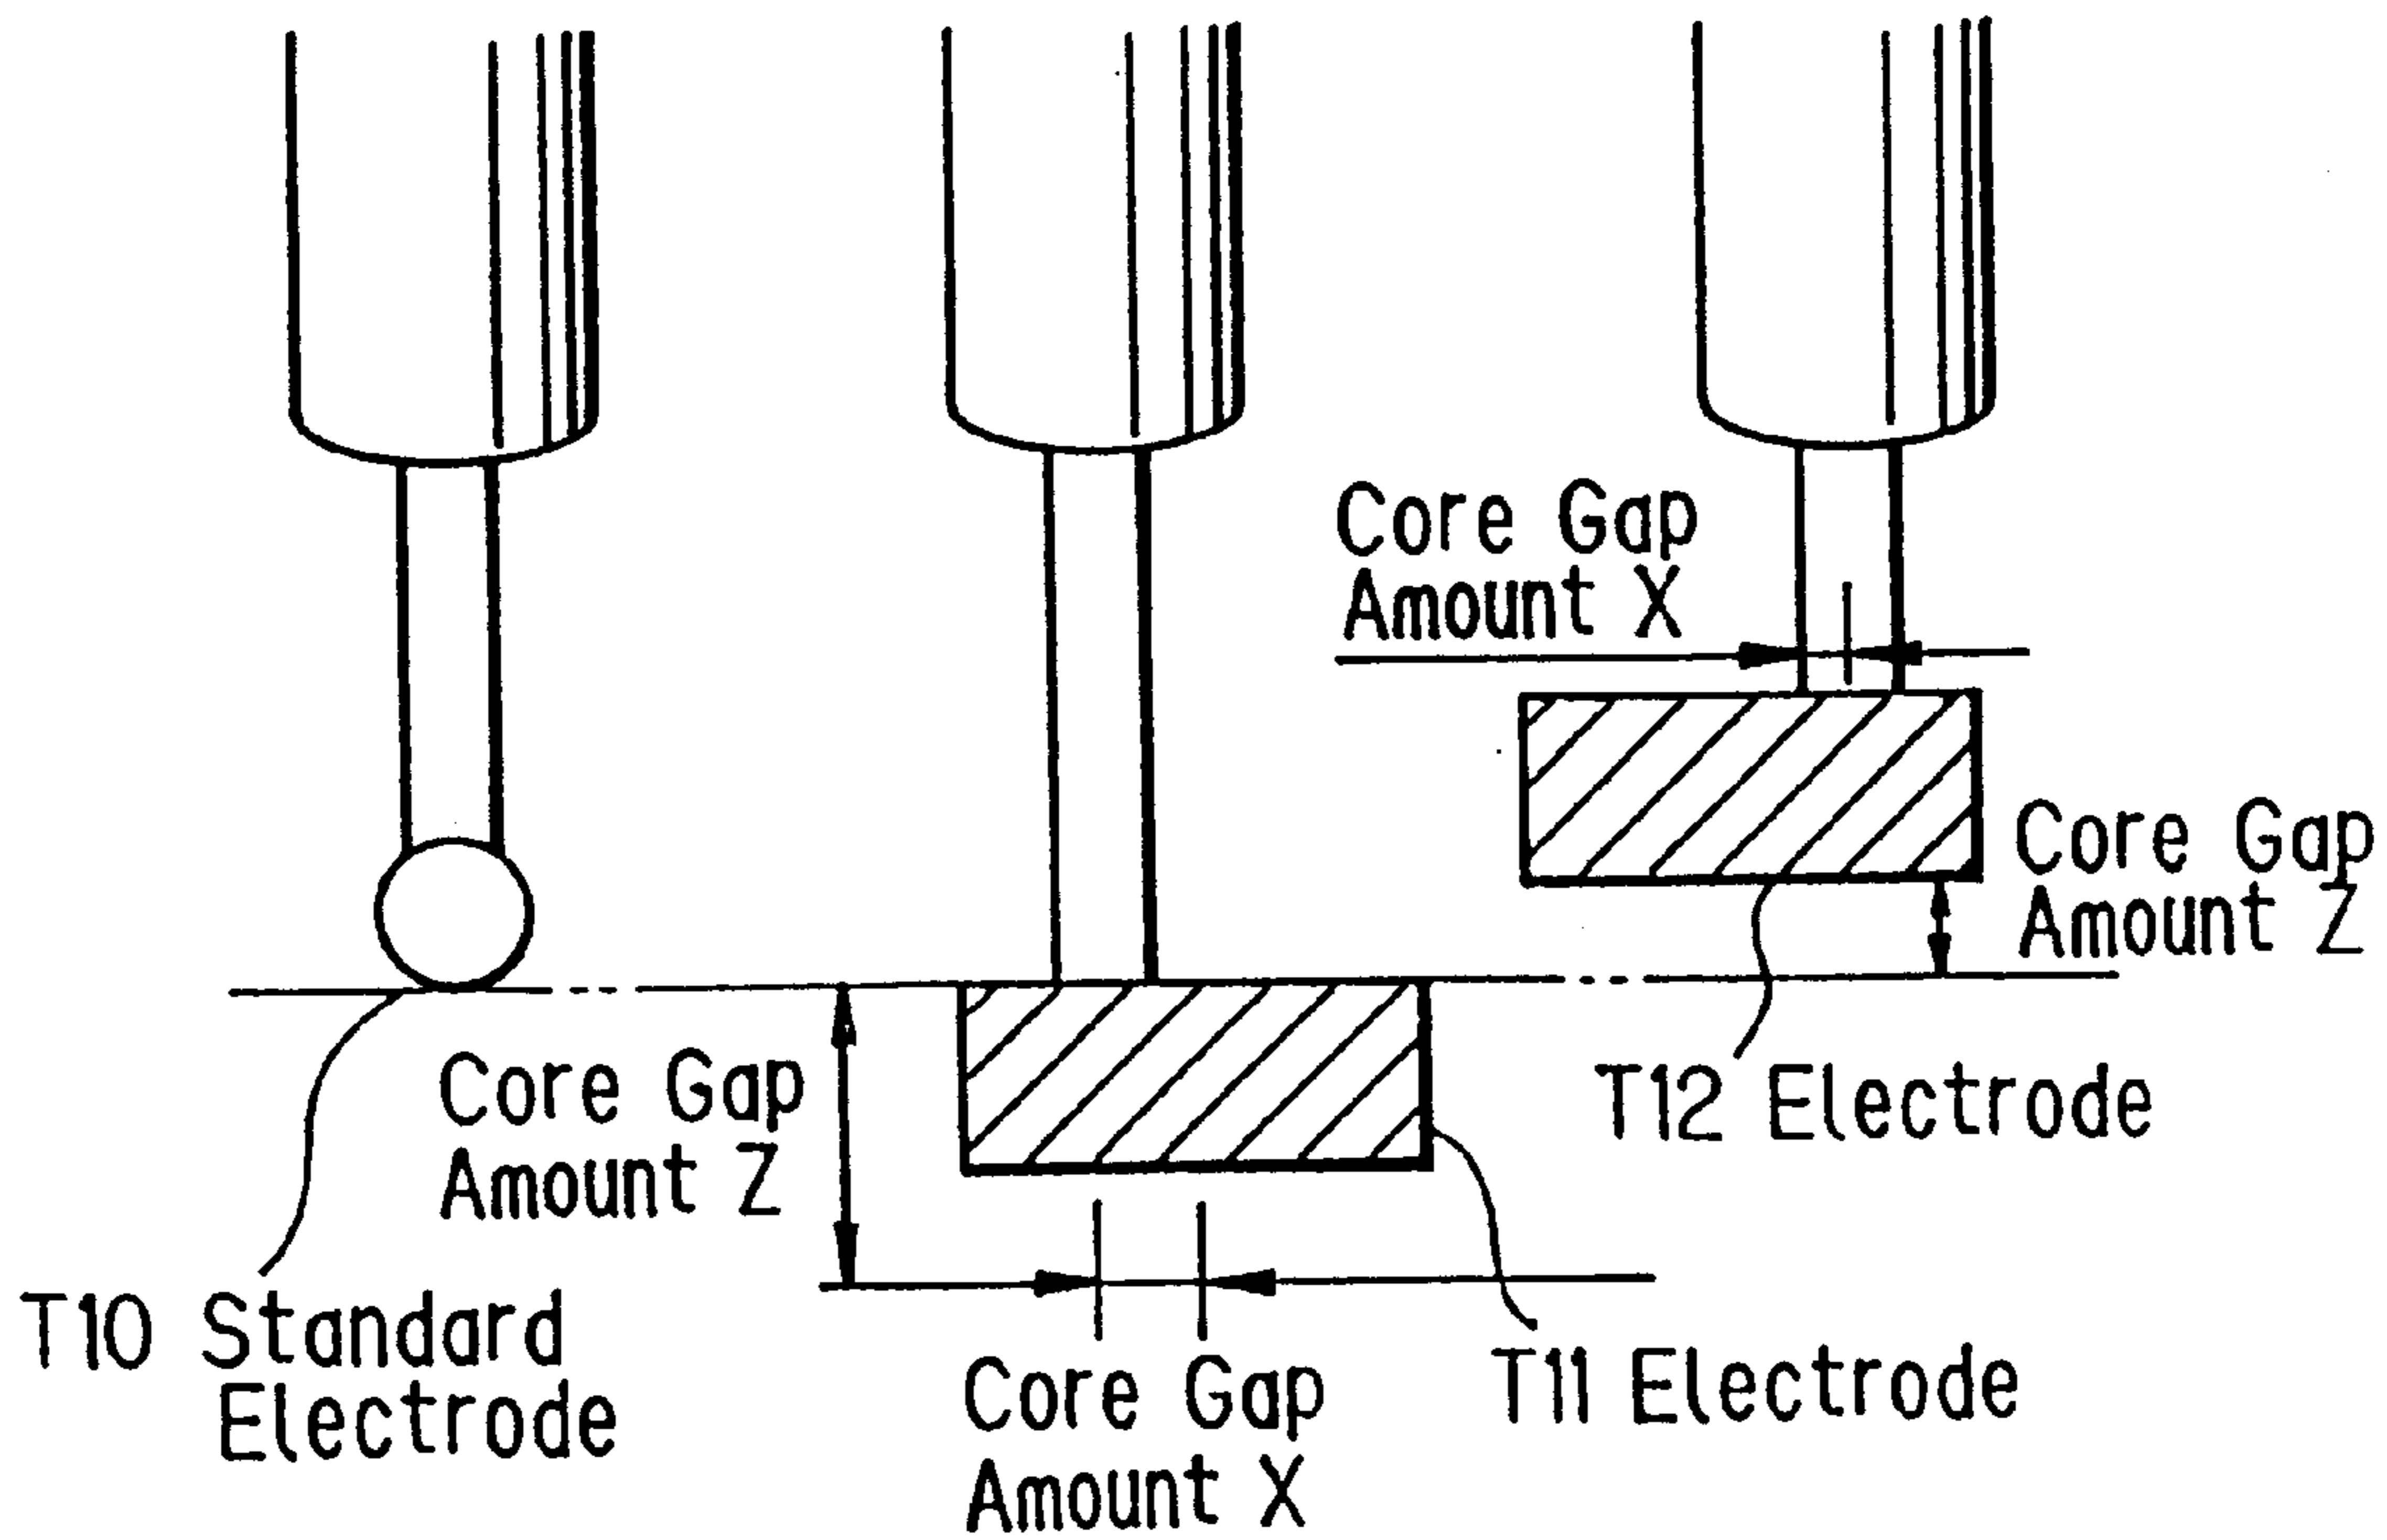 Core Gap
Amount X
Core Gap
Amount Z
Core Gap
Amount Z
T12 Electrode
T10 Standard
Electrode
Core Gap
Amount X
T11 Electrode